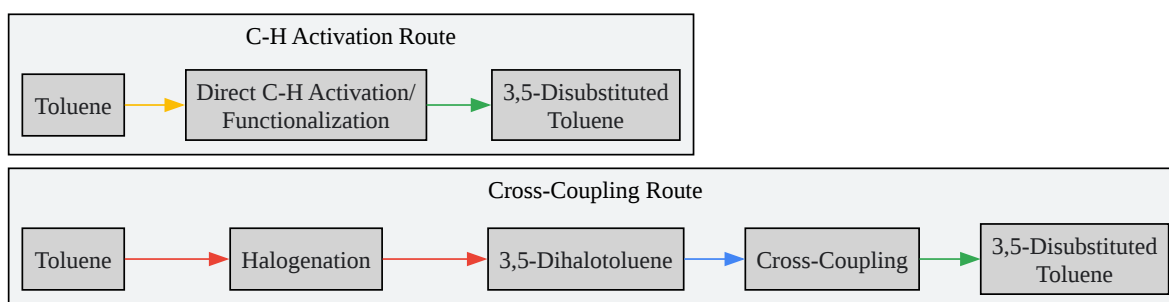 C-H Activation Route
Toluene
Direct C-H Activation/
Functionalization
3,5-Disubstituted
Toluene
Cross-Coupling Route
Toluene
Halogenation
3,5-Dihalotoluene
Cross-Coupling
3,5-Disubstituted
Toluene